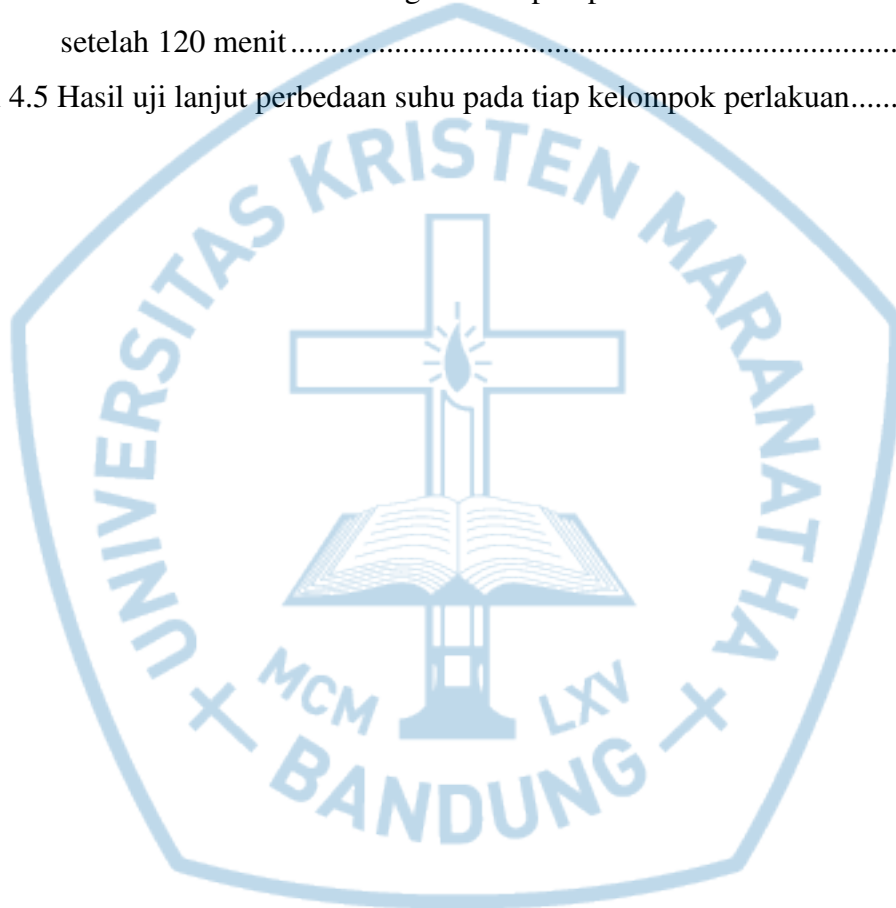 setelah 120 menit
4.5 Hasil uji lanjut perbedaan suhu pada tiap kelompok perlakuan
UNIVERSITAS KRISTEN MARANATHA
MCM LXV
BANDUNG